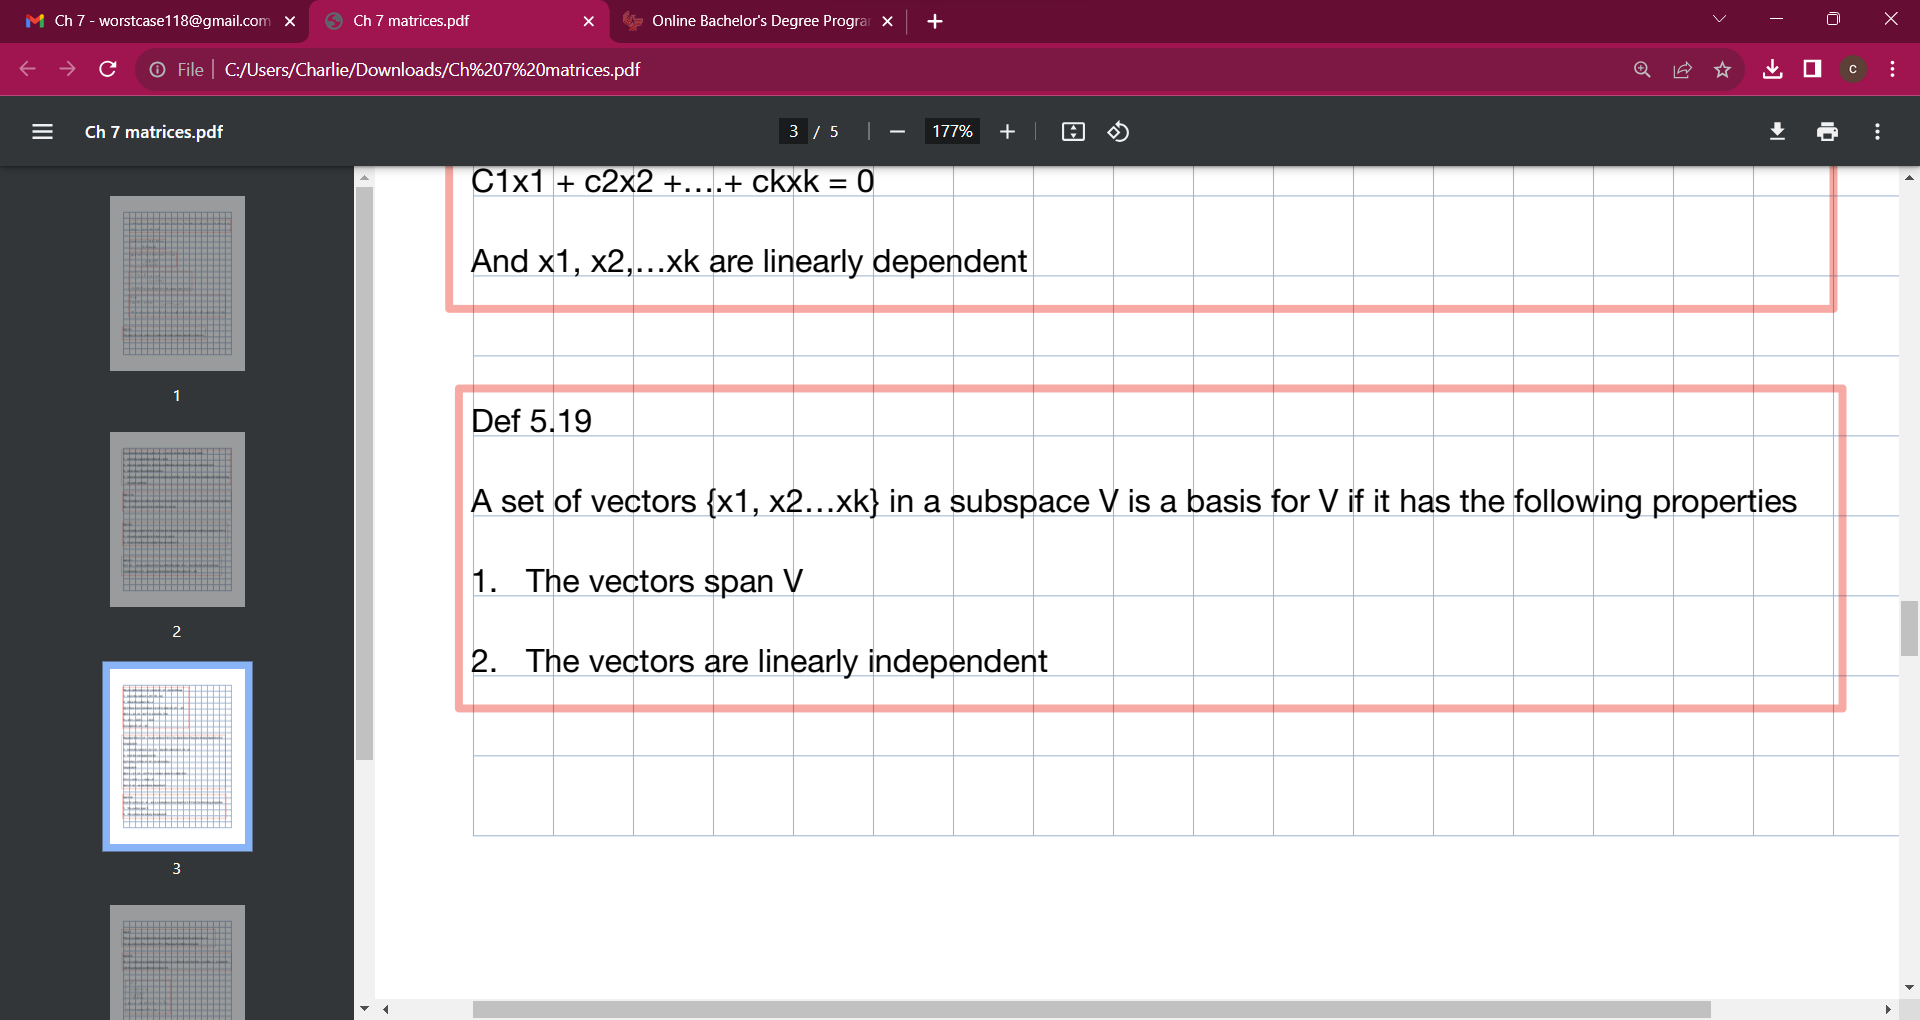 Ch 7 - worstcase118@gmail.com
Ch 7 matrices.pdf
Online Bachelor's Degree Progra
File
C:/Users/Charlie/Downloads/Ch%207%20matrices.pdf
c
Ch 7 matrices.pdf
3 / 5
177%
C1x1 + c2x2 +....+ ckxk = 0
And x1, x2,...xk are linearly dependent
Def 5.19
A set of vectors {x1, x2...xk} in a subspace V is a basis for V if it has the following properties
1. The vectors span V
2. The vectors are linearly independent
1
2
3